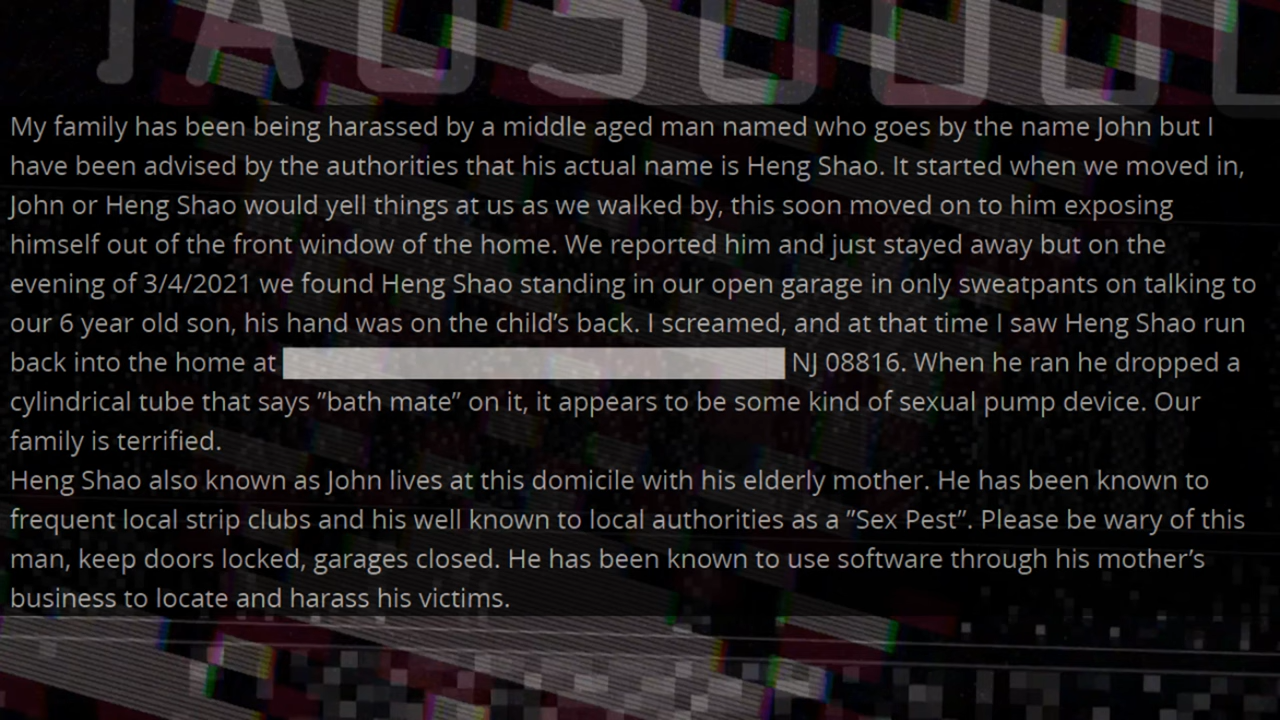 My family has been being harassed by a middle aged man named who goes by the name John but I
have been advised by the authorities that his actual name is Heng Shao. It started when we moved in,
John or Heng Shao would yell things at us as we walked by, this soon moved on to him exposing
himself out of the front window of the home. We reported him and just stayed away but on the
evening of 3/4/2021 we found Heng Shao standing in our open garage in only sweatpants on talking to
our 6 year old son, his hand was on the child’s back. I screamed, and at that time I saw Heng Shao run
back into the home at NJ 08816. When he ran he dropped a
cylindrical tube that says ”bath mate” on it, it appears to be some kind of sexual pump device. Our
family is terrified.
Heng Shao also known as John lives at this domicile with his elderly mother. He has been known to
frequent local strip clubs and his well known to local authorities as a ”Sex Pest”. Please be wary of this
man, keep doors locked, garages closed. He has been known to use software through his mother’s
business to locate and harass his victims.